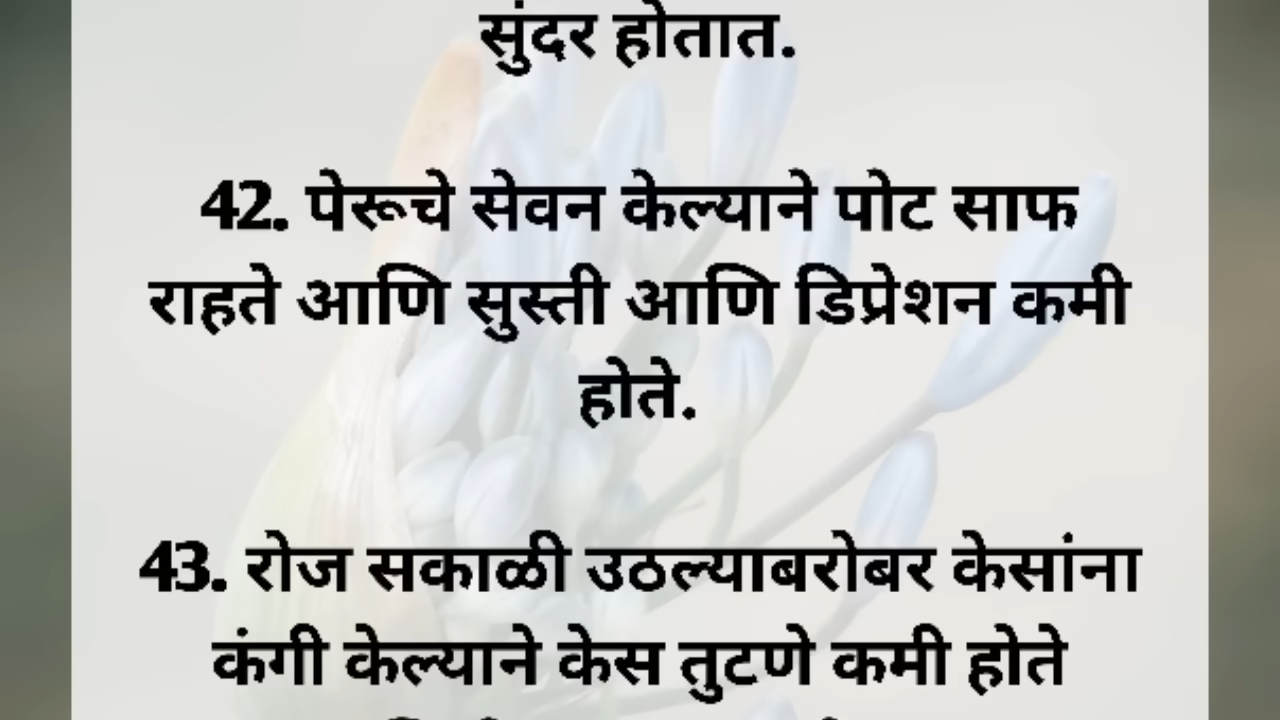 सुंदर होतात.
42. पेरूचे सेवन केल्याने पोट साफ
राहते आणि सुस्ती आणि डिप्रेशन कमी
होते.
43. रोज सकाळी उठल्याबरोबर केसांना
कंगी केल्याने केस तुटणे कमी होते